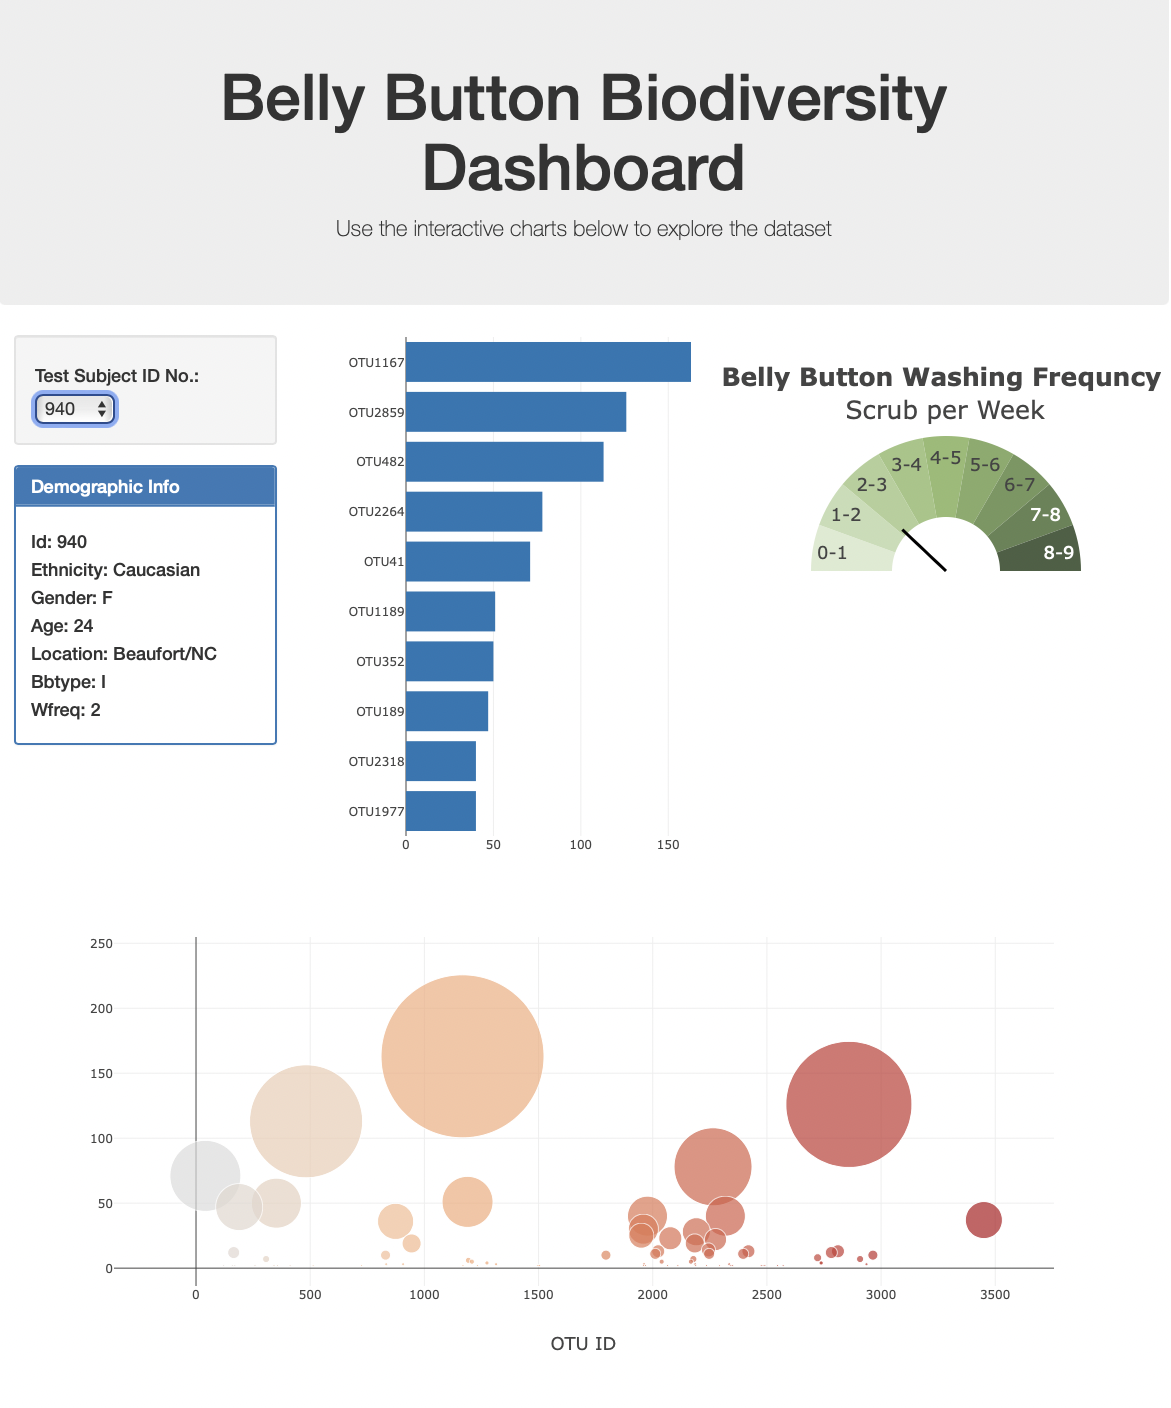 Belly Button Biodiversity
Dashboard
Use the interactive charts below to explore the dataset
Test Subject ID No.:
940
Demographic Info
Id: 940
Ethnicity: Caucasian
Gender: F
Age: 24
Location: Beaufort/NC
Bbtype: I
Wfreq: 2
OTU1167
OTU2859
OTU482
OTU2264
OTU41
OTU1189
OTU352
OTU189
OTU2318
OTU1977
0 50 100 150
Belly Button Washing Frequncy
Scrub per Week
0-1
1-2
2-3
3-4
4-5
5-6
6-7
7-8
8-9
250
200
150
100
50
0
0 500 1000 1500 2000 2500 3000 3500
OTU ID